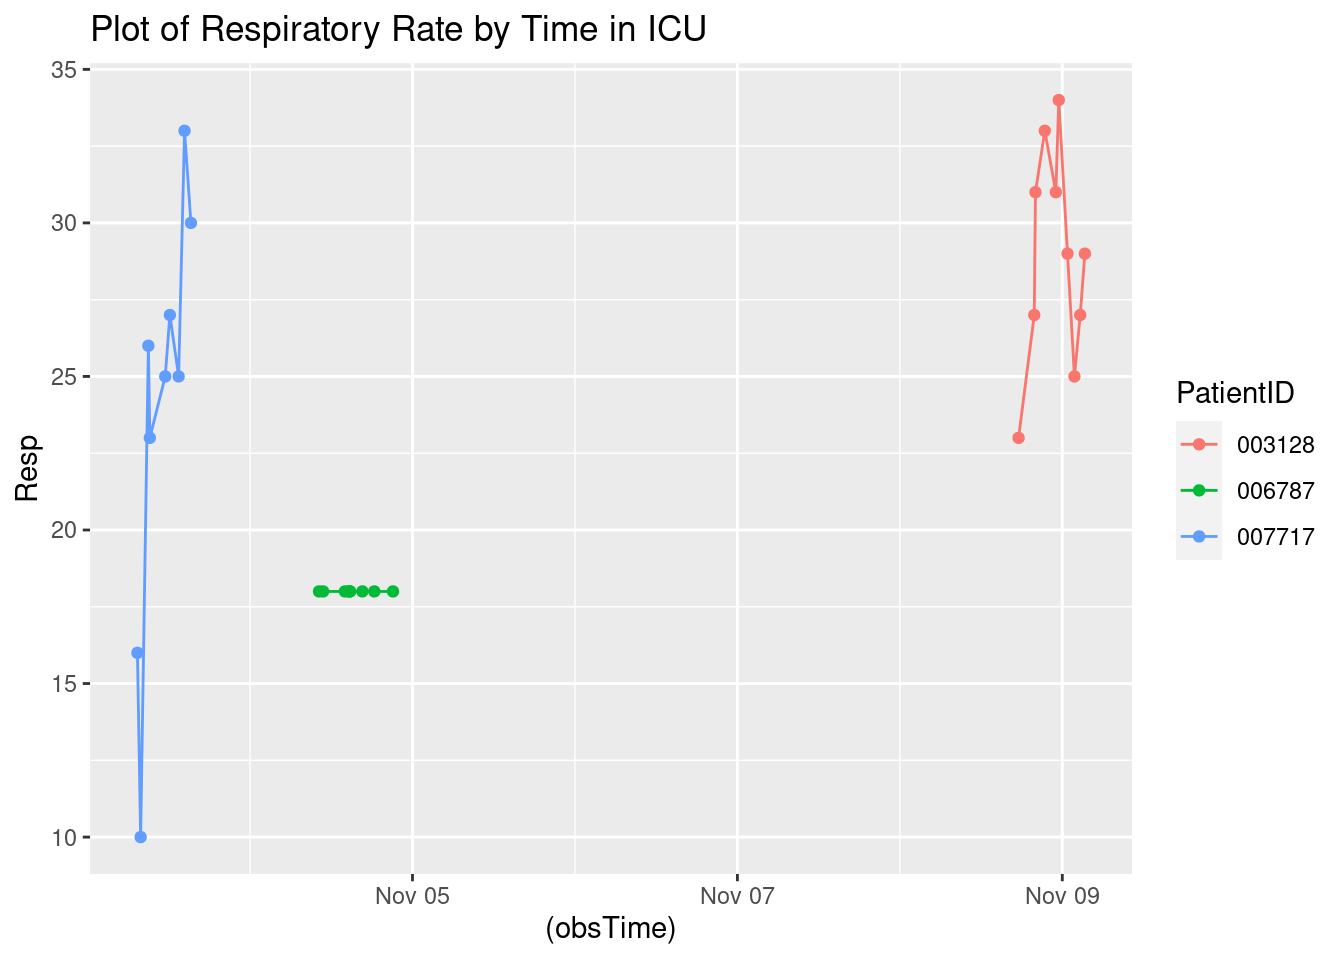 Plot of Respiratory Rate by Time in ICU
35
30
25
20
15
10
Resp
Nov 05
Nov 07
Nov 09
(obsTime)
PatientID
003128
006787
007717